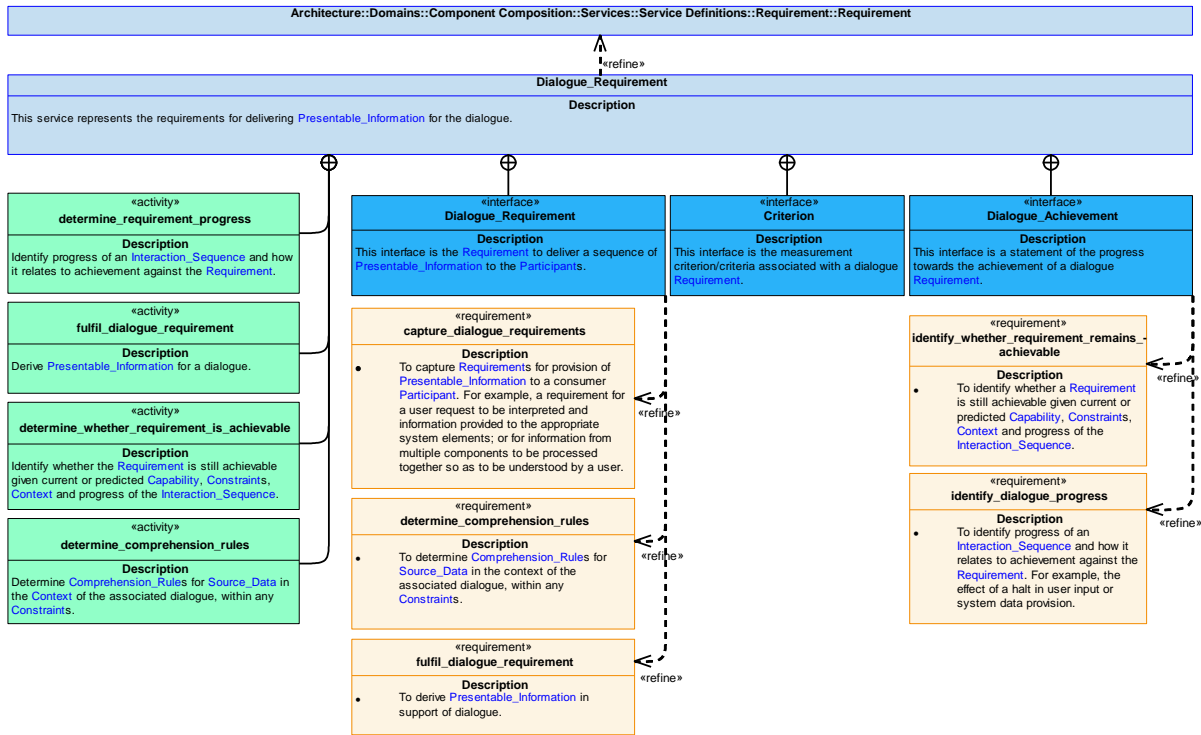 Architecture::Domains::Component Composition::Services::Service Definitions::Requirement::Requirement
«refine»
Dialogue_Requirement
Description
This service represents the requirements for delivering Presentable_Information for the dialogue.
«activity»
determine_requirement_progress
Description
Identify progress of an Interaction_Sequence and how
it relates to achievement against the Requirement.
«activity»
fulfil_dialogue_requirement
Description
Derive Presentable_Information for a dialogue.
«activity»
determine_whether_requirement_is_achievable
Description
Identify whether the Requirement is still achievable
given current or predicted Capability, Constraints,
Context and progress of the Interaction_Sequence.
«activity»
determine_comprehension_rules
Description
Determine Comprehension_Rules for Source_Data in
the Context of the associated dialogue, within any
Constraints.
«interface»
Dialogue_Requirement
Description
This interface is the Requirement to deliver a sequence of
Presentable_Information to the Participants.
«requirement»
capture_dialogue_requirements
Description
• To capture Requirements for provision of
Presentable_Information to a consumer
Participant. For example, a requirement for
a user request to be interpreted and
information provided to the appropriate
system elements; or for information from
multiple components to be processed
together so as to be understood by a user.
«refine»
«requirement»
determine_comprehension_rules
Description
• To determine Comprehension_Rules for
Source_Data in the context of the
associated dialogue, within any
Constraints.
«refine»
«requirement»
fulfil_dialogue_requirement
Description
• To derive Presentable_Information in
support of dialogue.
«refine»
«interface»
Criterion
Description
This interface is the measurement
criterion/criteria associated with a dialogue
Requirement.
«interface»
Dialogue_Achievement
Description
This interface is a statement of the progress
towards the achievement of a dialogue
Requirement.
«requirement»
identify_whether_requirement_remains_-
achievable
Description
• To identify whether a Requirement
is still achievable given current or
predicted Capability, Constraints,
Context and progress of the
Interaction_Sequence.
«refine»
«requirement»
identify_dialogue_progress
Description
• To identify progress of an
Interaction_Sequence and how it
relates to achievement against the
Requirement. For example, the
effect of a halt in user input or
system data provision.
«refine»